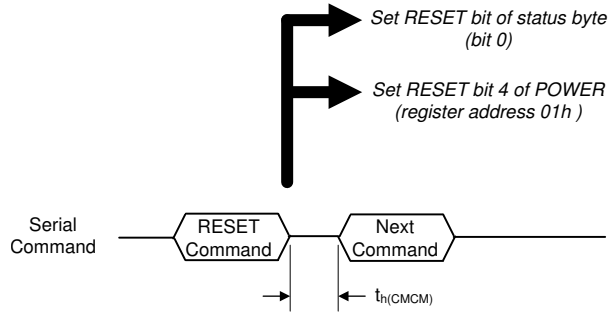 Set RESET bit of status byte
(bit 0)
Set RESET bit 4 of POWER
(register address 01h )
Serial
Command
RESET
Command
Next
Command
th(CMCM)